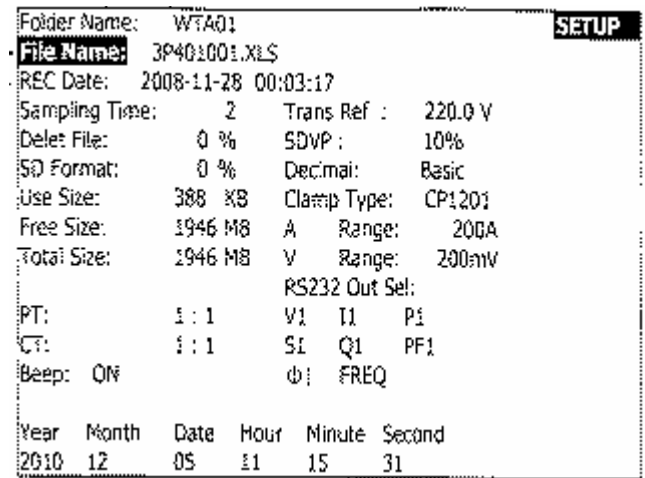 Folder Name: WTA01 SETUP
File Name: 3P401001.XLS
REC Date: 2008-11-28 00:03:17
Sampling Time: 2 Trans Ref : 220.0 V
Delet File: 0 % SDVP : 10%
SD Format: 0 % Decimal: Basic
Use Size: 388 KB Clamp Type: CP1201
Free Size: 1946 MB A Range: 200A
Total Size: 1946 MB V Range: 200mV
RS232 Out Sel:
PT: 1 : 1 V1 I1 P1
CT: 1 : 1 S1 Q1 PF1
Beep: ON Φ1 FREQ
Year Month Date Hour Minute Second
2010 12 05 11 15 31